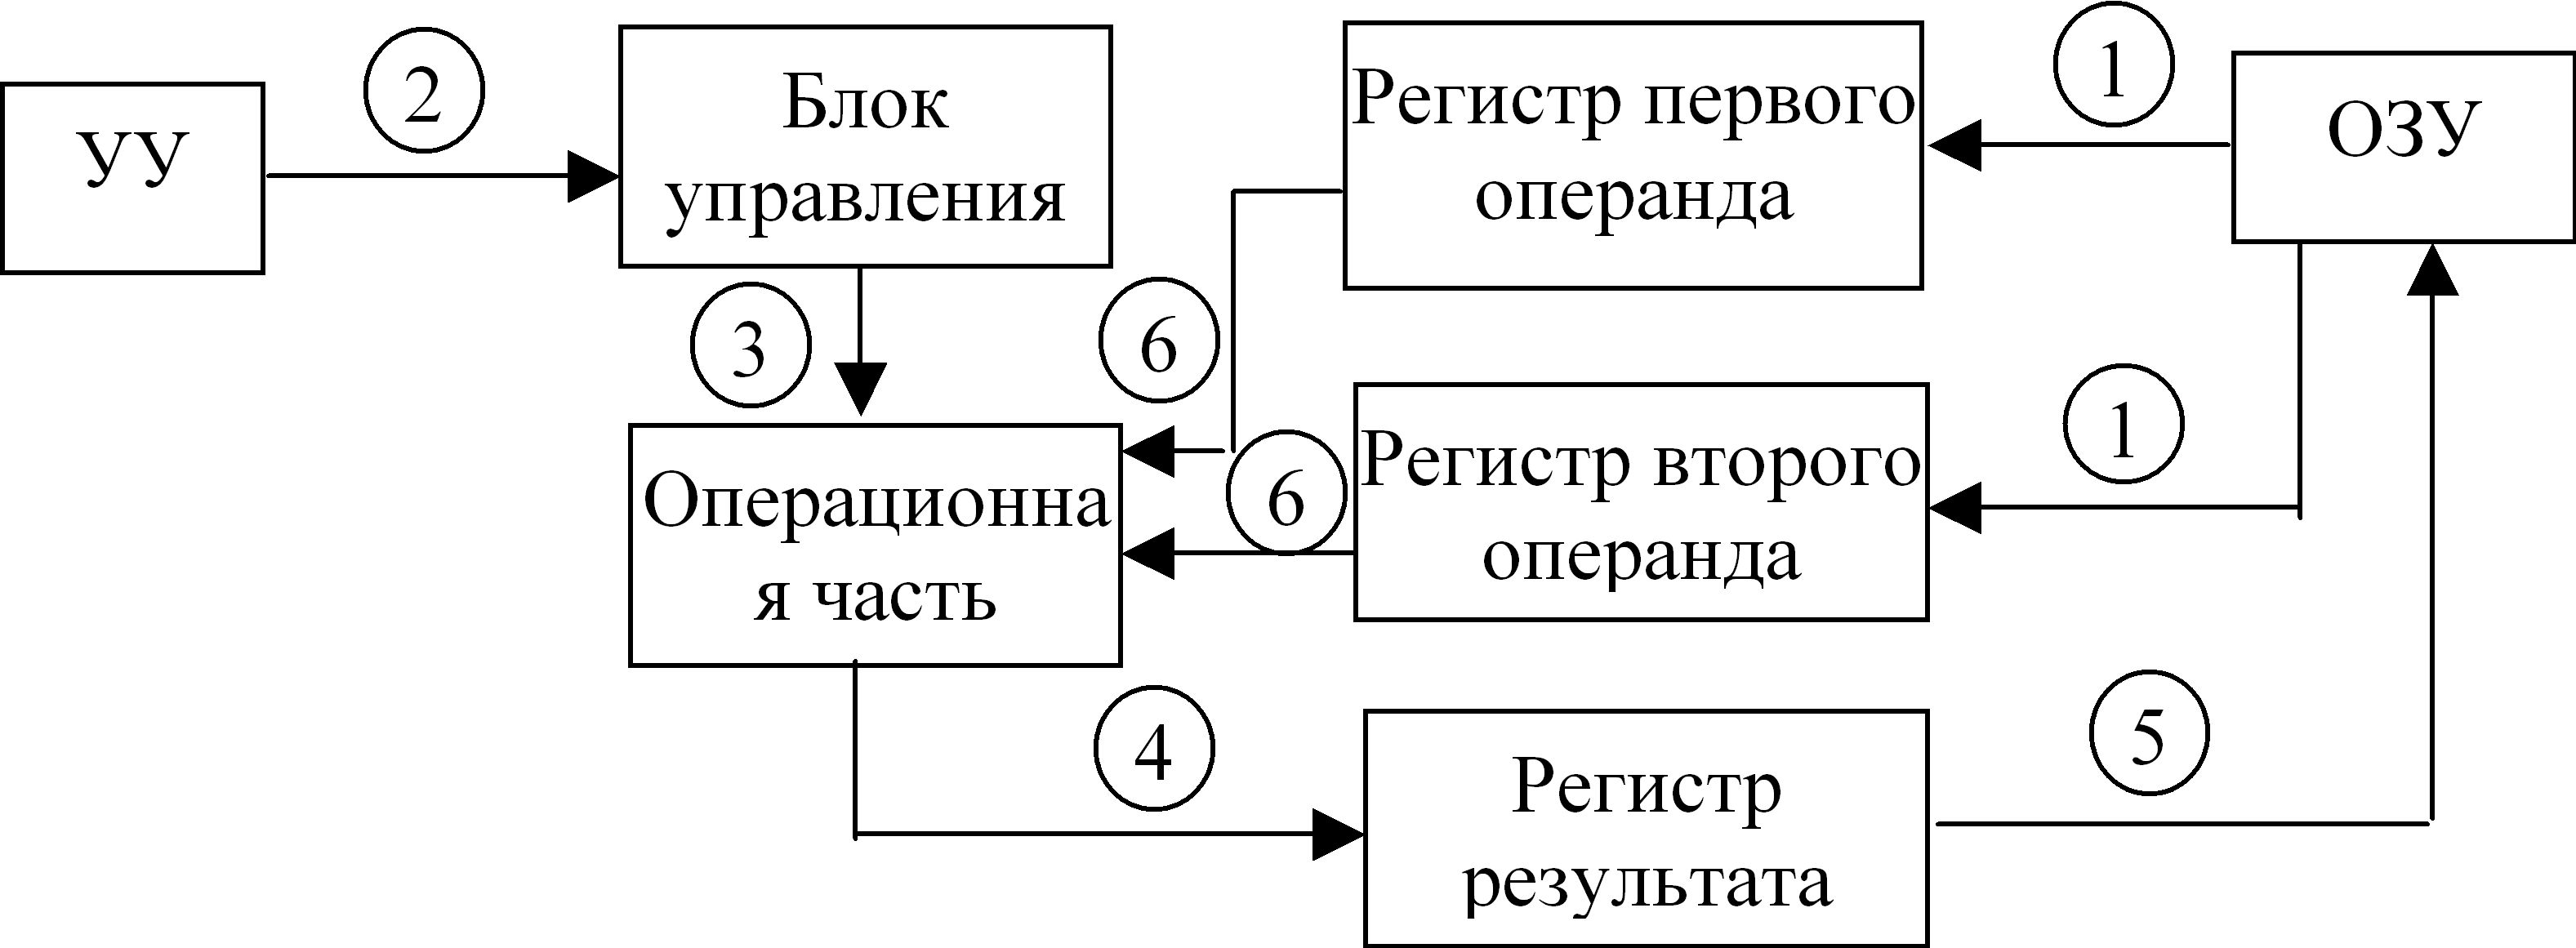 УУ
2
Блок
управления
Регистр первого
операнда
1
ОЗУ
3
6
Операционна
я часть
6
Регистр второго
операнда
1
4
Регистр
результата
5